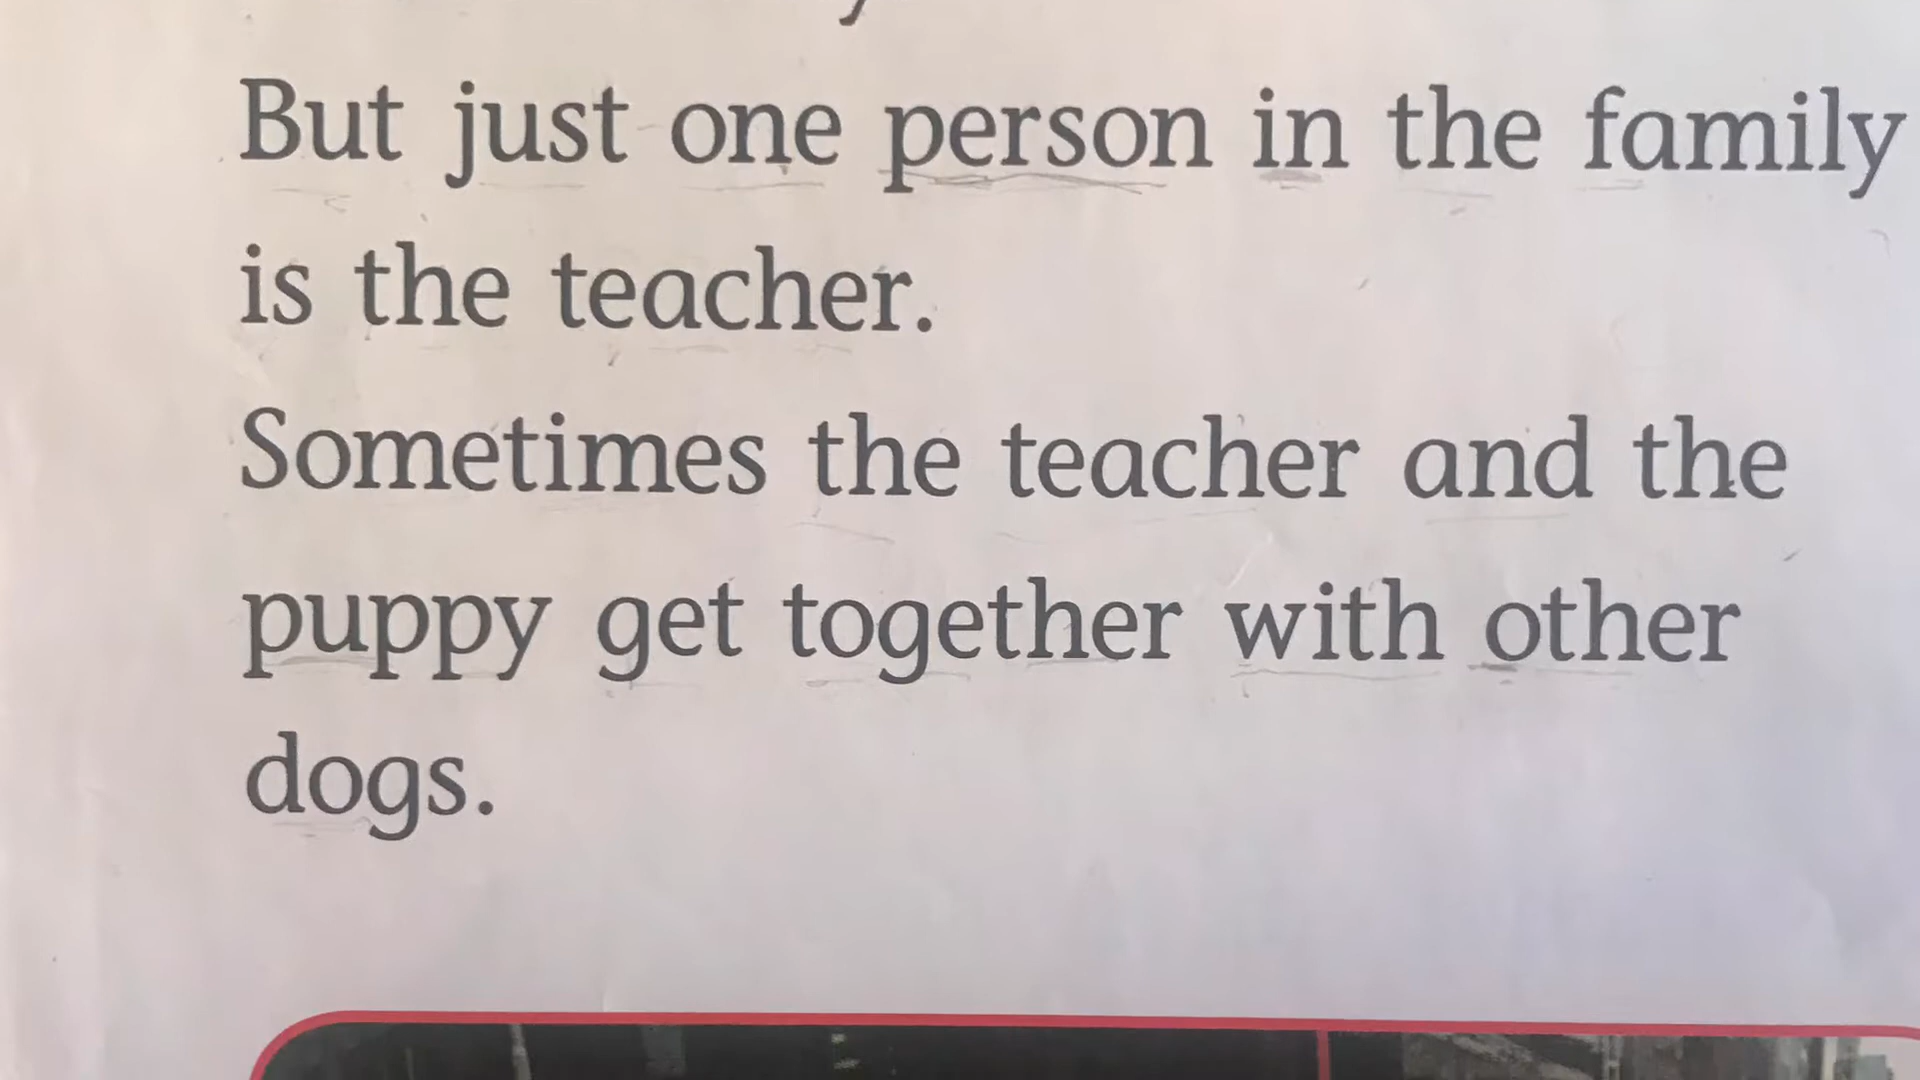 But just one person in the family
is the teacher.
Sometimes the teacher and the
puppy get together with other
dogs.